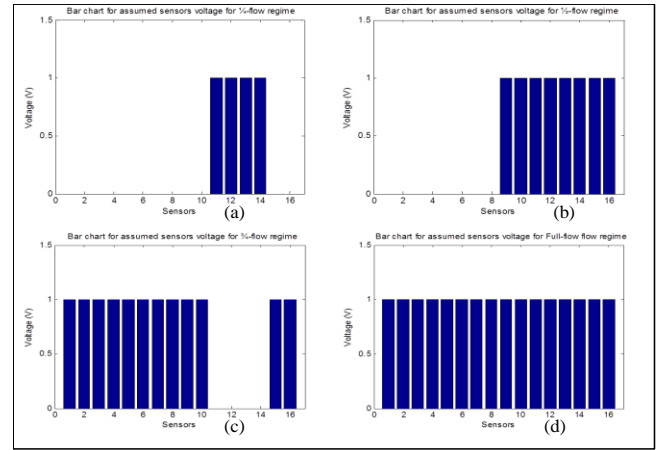 Bar chart for assumed sensors voltage for ¼-flow regime
1.5
1
0.5
0
Voltage (V)
0 2 4 6 8 10 12 14 16
Sensors
(a)
Bar chart for assumed sensors voltage for ½-flow regime
1.5
1
0.5
0
Voltage (V)
0 2 4 6 8 10 12 14 16
Sensors
(b)
Bar chart for assumed sensors voltage for ¾-flow regime
1.5
1
0.5
0
Voltage (V)
0 2 4 6 8 10 12 14 16
Sensors
(c)
Bar chart for assumed sensors voltage for Full-flow flow regime
1.5
1
0.5
0
Voltage (V)
0 2 4 6 8 10 12 14 16
Sensors
(d)